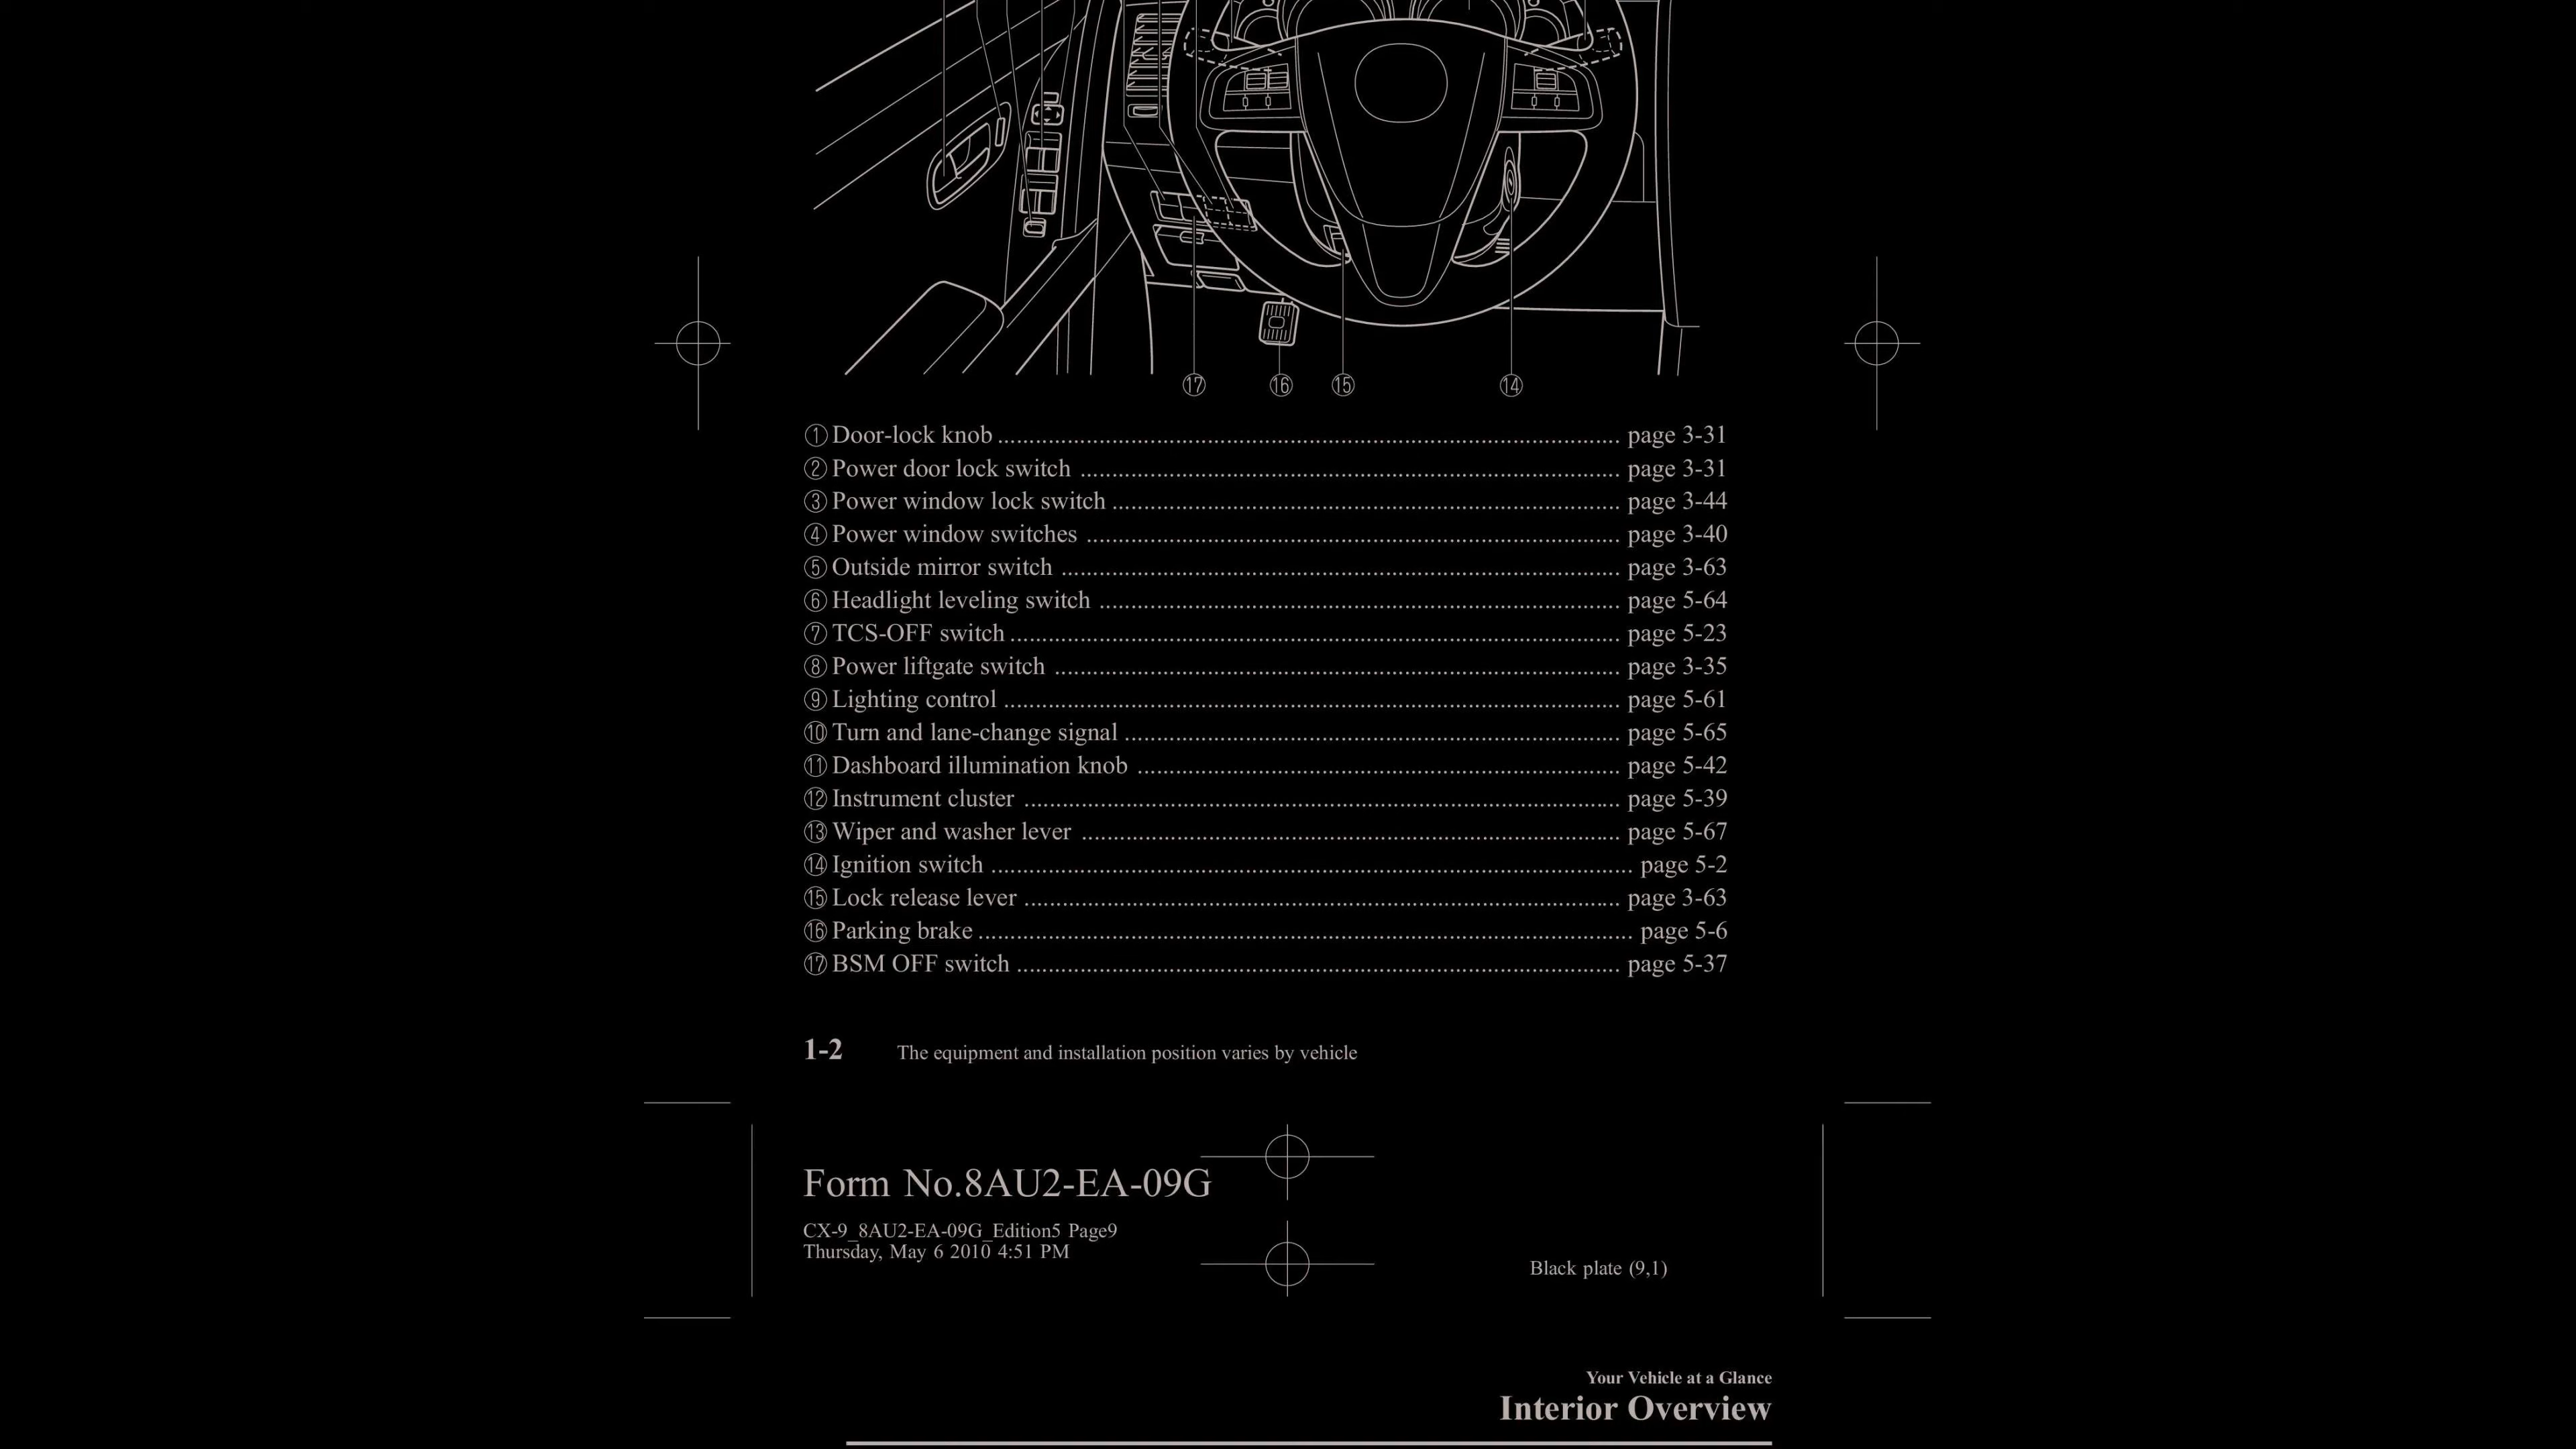 ⑰ ⑯ ⑮ ⑭
① Door-lock knob ........ page 3-31
② Power door lock switch ........ page 3-31
③ Power window lock switch ........ page 3-44
④ Power window switches ........ page 3-40
⑤ Outside mirror switch ........ page 3-63
⑥ Headlight leveling switch ........ page 5-64
⑦ TCS-OFF switch ........ page 5-23
⑧ Power liftgate switch ........ page 3-35
⑨ Lighting control ........ page 5-61
⑩ Turn and lane-change signal ........ page 5-65
⑪ Dashboard illumination knob ........ page 5-42
⑫ Instrument cluster ........ page 5-39
⑬ Wiper and washer lever ........ page 5-67
⑭ Ignition switch ........ page 5-2
⑮ Lock release lever ........ page 3-63
⑯ Parking brake ........ page 5-6
⑰ BSM OFF switch ........ page 5-37
1-2 The equipment and installation position varies by vehicle
Form No.8AU2-EA-09G
CX-9_8AU2-EA-09G_Edition5 Page9
Thursday, May 6 2010 4:51 PM
Black plate (9,1)
Your Vehicle at a Glance
Interior Overview